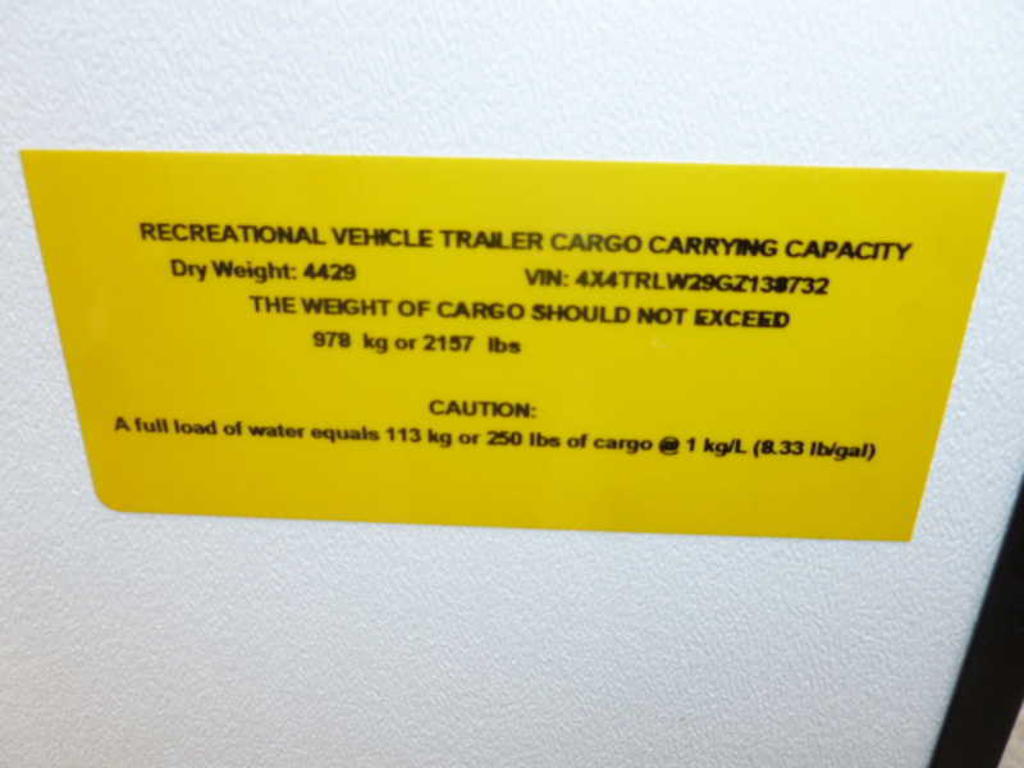 RECREATIONAL VEHICLE TRAILER CARGO CARRYING CAPACITY
Dry Weight: 4429 VIN: 4X4TRLW29GZ138732
THE WEIGHT OF CARGO SHOULD NOT EXCEED
978 kg or 2157 lbs
CAUTION:
A full load of water equals 113 kg or 250 lbs of cargo @ 1 kg/L (8.33 lb/gal)